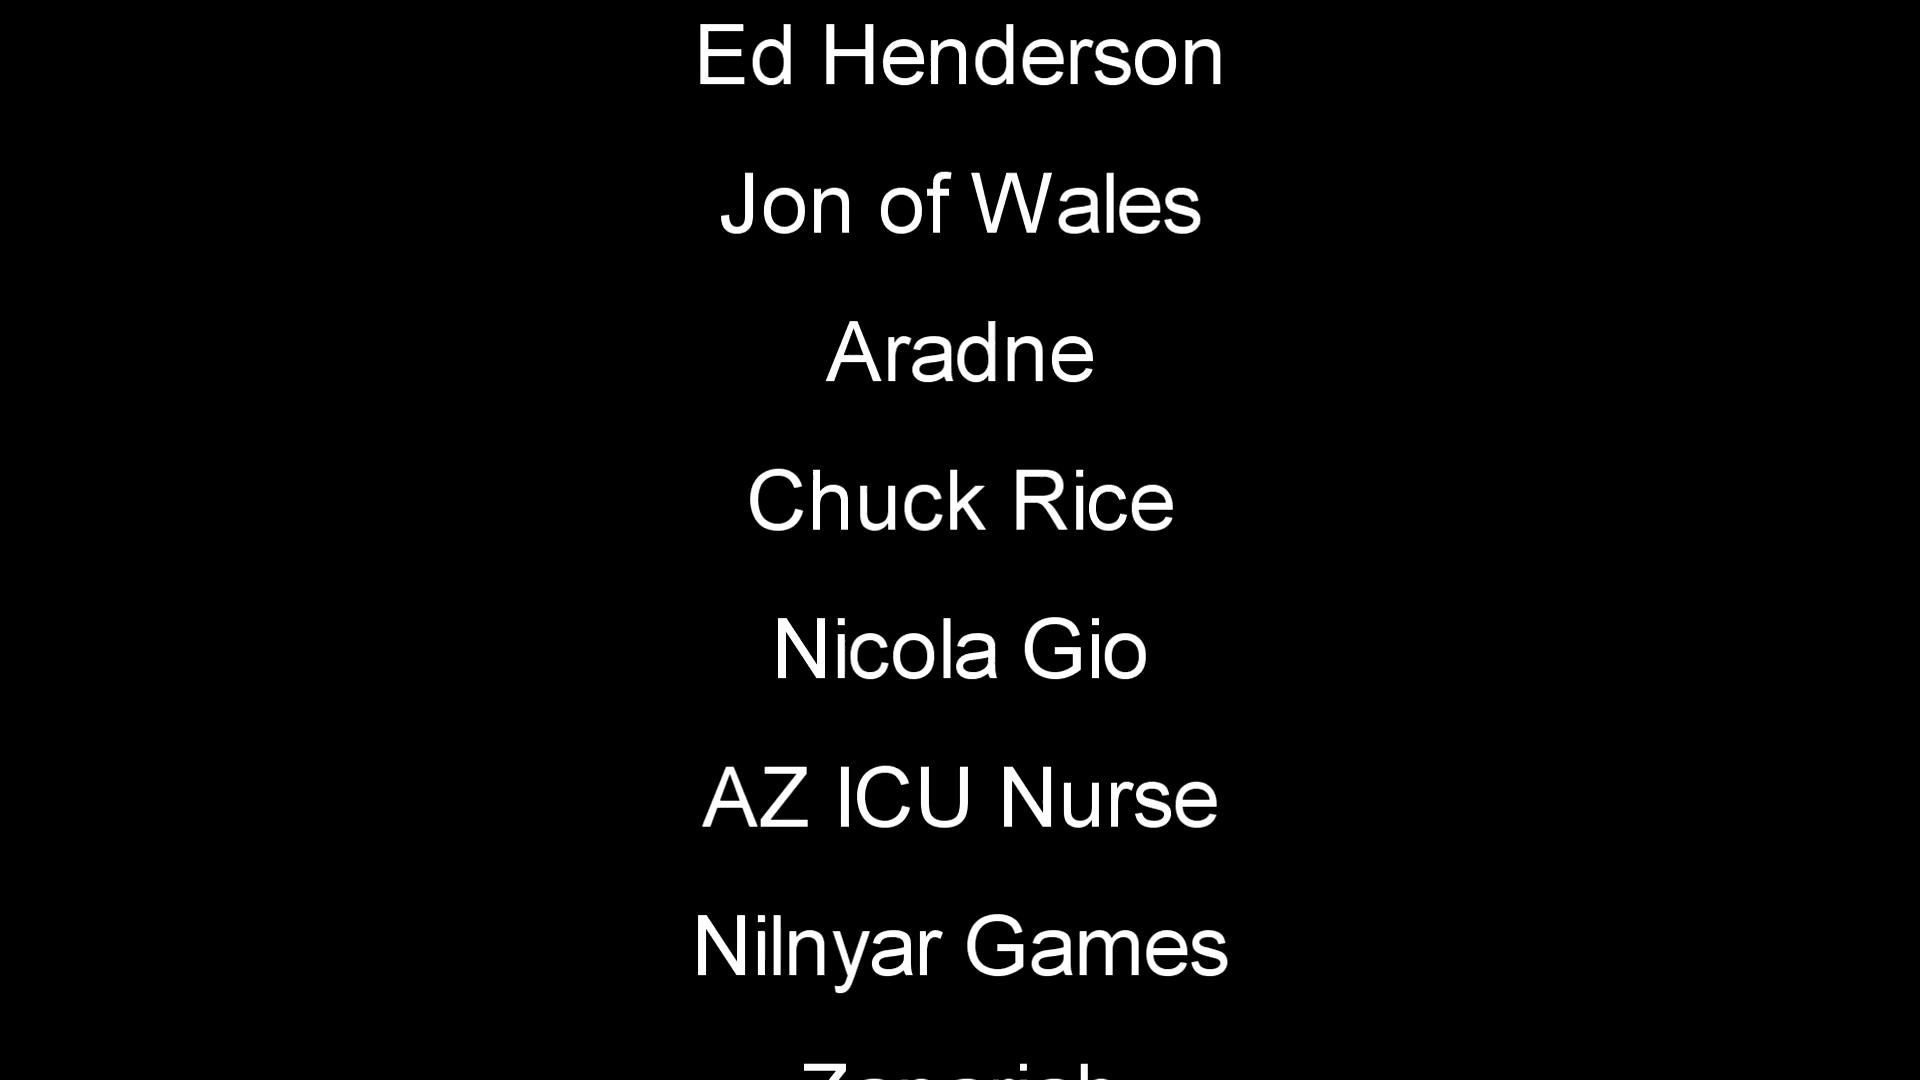 Ed Henderson
Jon of Wales
Aradne
Chuck Rice
Nicola Gio
AZ ICU Nurse
Nilnyar Games